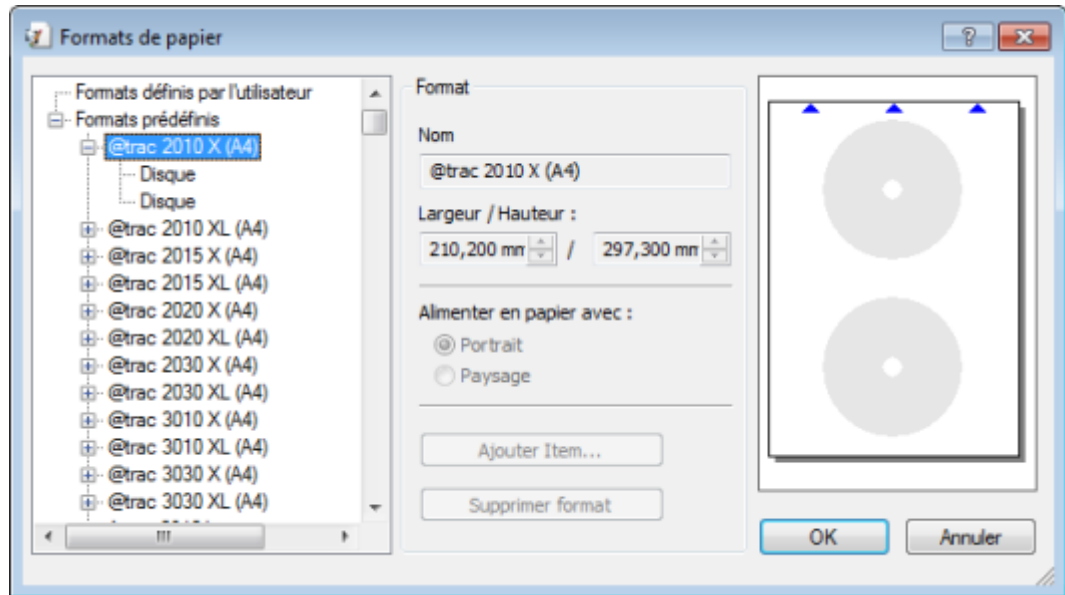 Formats de papier
Formats définis par l'utilisateur
Formats prédéfinis
@trac 2010 X (A4)
Disque
Disque
@trac 2010 XL (A4)
@trac 2015 X (A4)
@trac 2015 XL (A4)
@trac 2020 X (A4)
@trac 2020 XL (A4)
@trac 2030 X (A4)
@trac 2030 XL (A4)
@trac 3010 X (A4)
@trac 3010 XL (A4)
@trac 3030 X (A4)
@trac 3030 XL (A4)
Format
Nom
@trac 2010 X (A4)
Largeur / Hauteur :
210,200 mm / 297,300 mm
Alimenter en papier avec :
Portrait
Paysage
Ajouter Item...
Supprimer format
OK
Annuler